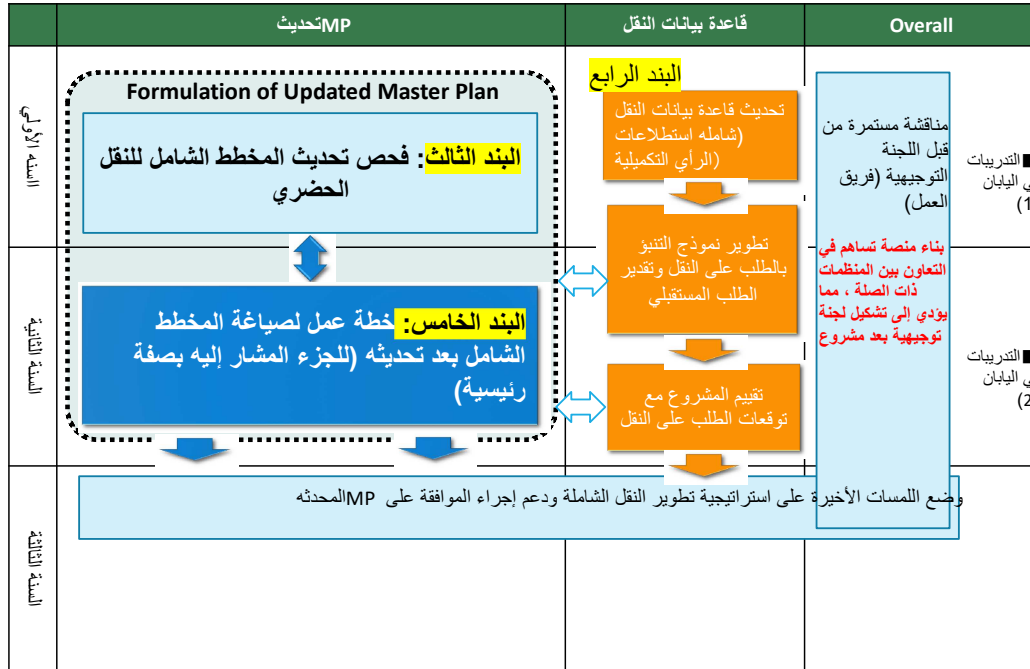 تحديثMP
قاعدة بيانات النقل
Overall
االسنه الأولي
السنة الثانية
السنة الثالثة
Formulation of Updated Master Plan
البند الثالث: فحص تحديث المخطط الشامل للنقل
الحضري
البند الخامس: خطة عمل لصياغة المخطط
الشامل بعد تحديثه (للجزء المشار إليه بصفة
رئيسية)
البند الرابع
تحديث قاعدة بيانات النقل
(شامله استطلاعات
الرأي التكميلية)
تطوير نموذج التنبؤ
بالطلب على النقل وتقدير
الطلب المستقبلي
تقييم المشروع مع
توقعات الطلب على النقل
مناقشة مستمرة من
قبل اللجنة
التوجيهية (فريق
العمل)
بناء منصة تساهم في
التعاون بين المنظمات
ذات الصلة ، مما
يؤدي إلى تشكيل لجنة
توجيهية بعد مشروع
■ التدريبات
ي اليابان
(1
■ التدريبات
ي اليابان
(2
وضع اللمسات الأخيرة على استراتيجية تطوير النقل الشاملة ودعم إجراء الموافقة على MPالمحدثه